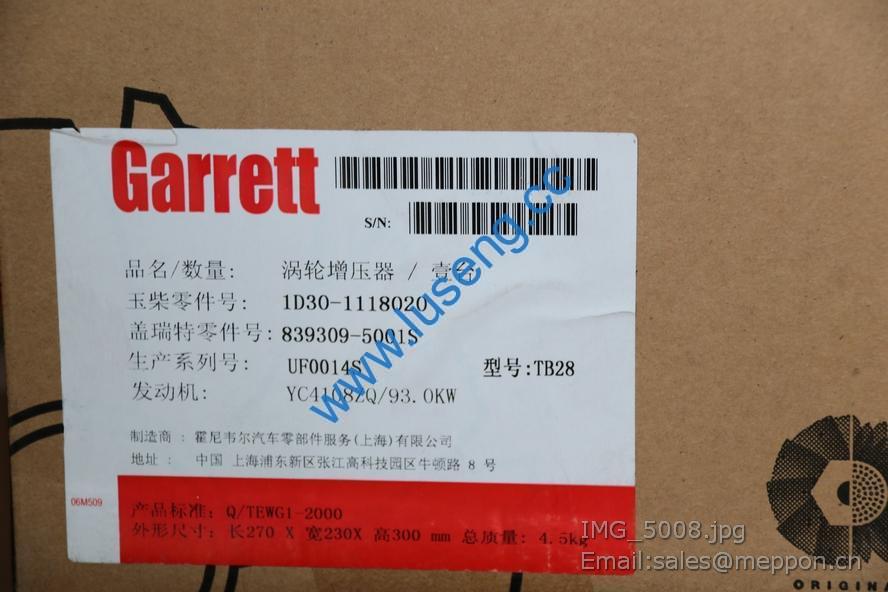 Garrett
S/N:
品名/数量: 涡轮增压器 / 壹台
玉柴零件号: 1D30-1118020
盖瑞特零件号: 839309-5001S
生产系列号: UF0014S 型号:TB28
发动机: YC4108ZQ/93.0KW
制造商 : 霍尼韦尔汽车零部件服务(上海)有限公司
地址 : 中国 上海浦东新区张江高科技园区牛顿路 8 号
06M509
产品标准: Q/TEWG1-2000
外形尺寸: 长270 X 宽230X 高300 mm 总质量: 4.5kg
www.luseng.cc
IMG_5008.jpg
Email:sales@meppon.cn
ORIGINA